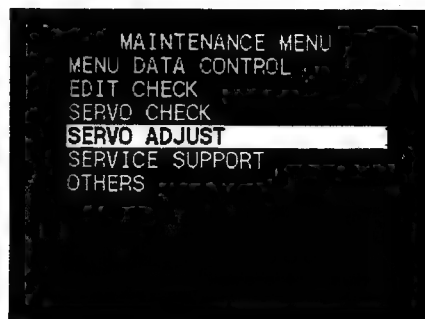 MAINTENANCE MENU
MENU DATA CONTROL
EDIT CHECK
SERVO CHECK
SERVO ADJUST
SERVICE SUPPORT
OTHERS